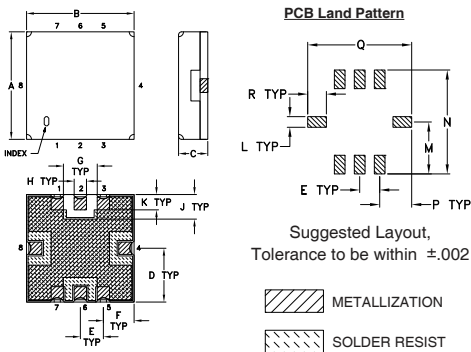 PCB Land Pattern
B
7 6 5
A
8
4
INDEX
1 2 3
C
Q
R TYP
L TYP
N
M
E TYP
P TYP
G
TYP
H TYP
K TYP
J TYP
1 2 3
8
4
D TYP
7 6 5
F
TYP
E
TYP
Suggested Layout,
Tolerance to be within ±.002
METALLIZATION
SOLDER RESIST